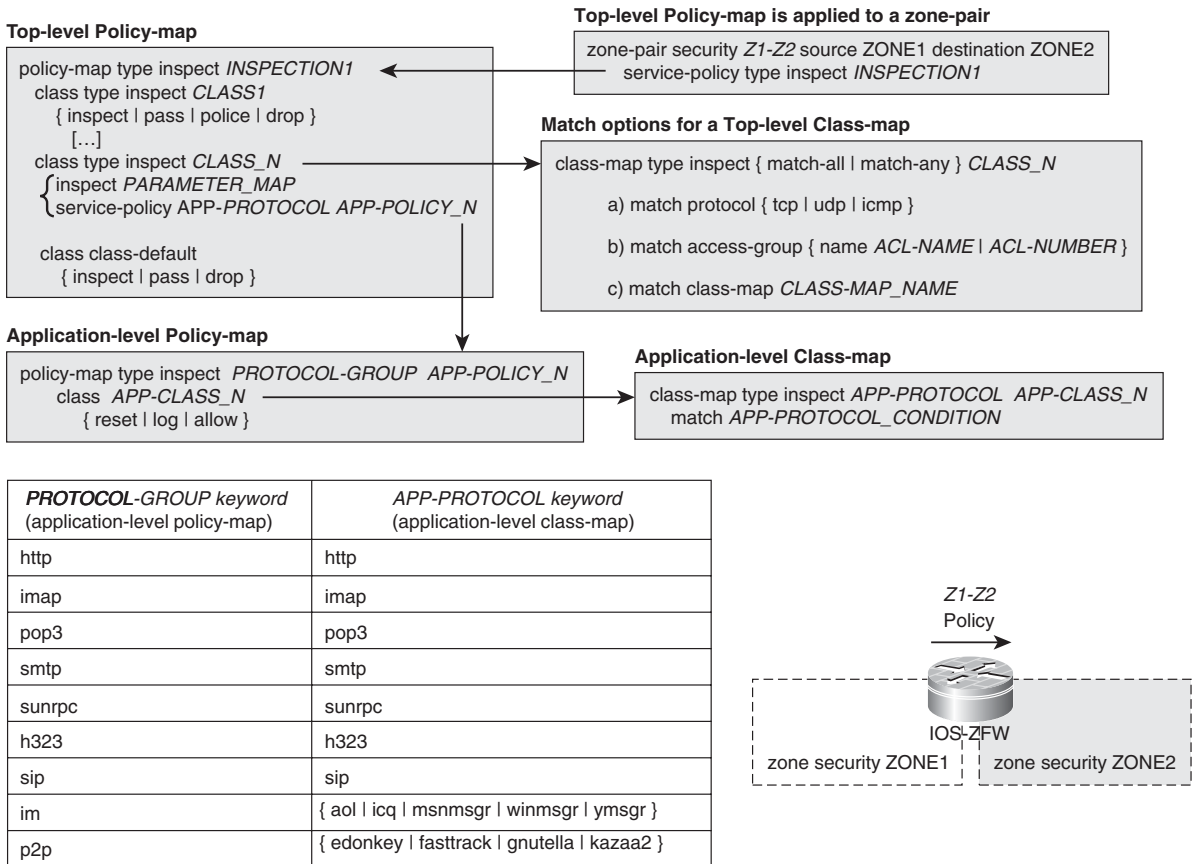 Top-level Policy-map
policy-map type inspect INSPECTION1
class type inspect CLASS1
{ inspect | pass | police | drop }
[…]
class type inspect CLASS_N
inspect PARAMETER_MAP
service-policy APP-PROTOCOL APP-POLICY_N
class class-default
{ inspect | pass | drop }
Top-level Policy-map is applied to a zone-pair
zone-pair security Z1-Z2 source ZONE1 destination ZONE2
service-policy type inspect INSPECTION1
Match options for a Top-level Class-map
class-map type inspect { match-all | match-any } CLASS_N
a) match protocol { tcp | udp | icmp }
b) match access-group { name ACL-NAME | ACL-NUMBER }
c) match class-map CLASS-MAP_NAME
Application-level Policy-map
policy-map type inspect PROTOCOL-GROUP APP-POLICY_N
class APP-CLASS_N
{ reset | log | allow }
Application-level Class-map
class-map type inspect APP-PROTOCOL APP-CLASS_N
match APP-PROTOCOL_CONDITION
PROTOCOL-GROUP keyword
(application-level policy-map)
APP-PROTOCOL keyword
(application-level class-map)
http
http
imap
imap
pop3
pop3
smtp
smtp
sunrpc
sunrpc
h323
h323
sip
sip
im
{ aol | icq | msnmsgr | winmsgr | ymsgr }
p2p
{ edonkey | fasttrack | gnutella | kazaa2 }
Z1-Z2
Policy
IOS-ZFW
zone security ZONE1
zone security ZONE2